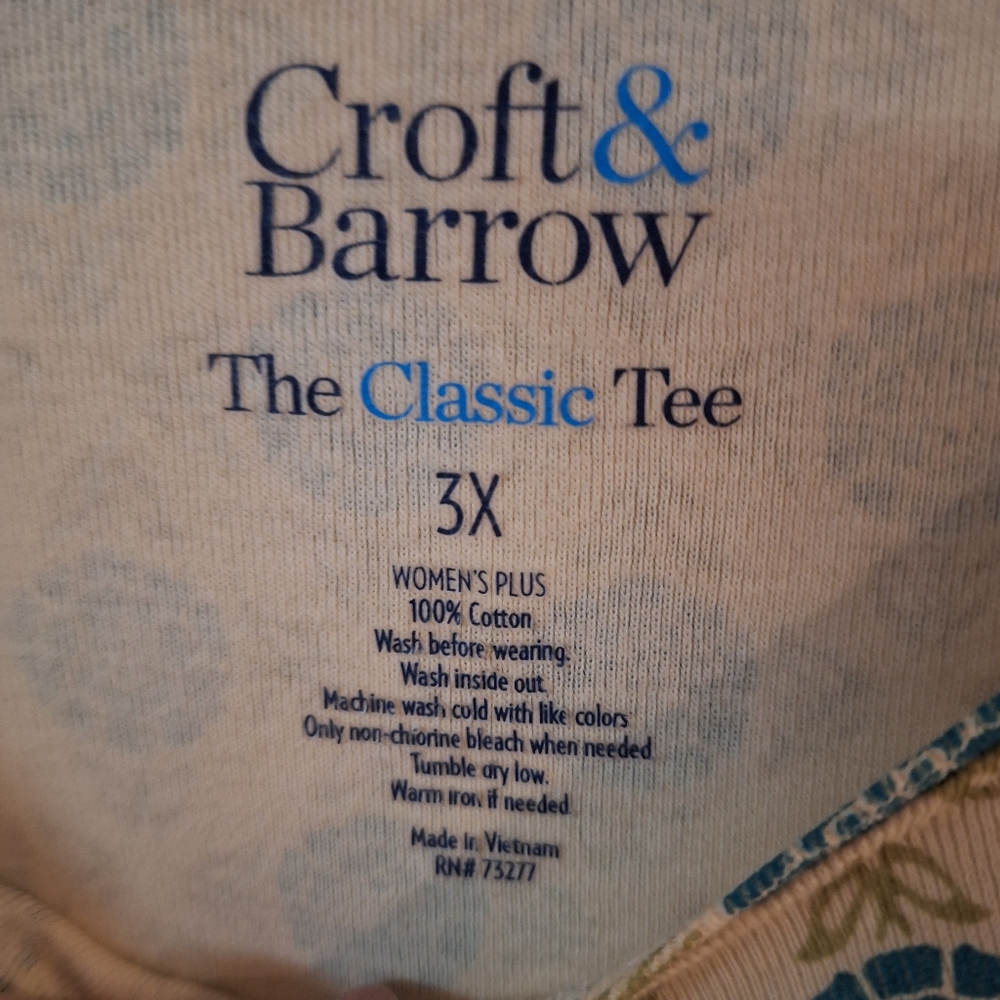 Croft &
Barrow
The Classic Tee
3X
WOMEN'S PLUS
100% Cotton
Wash before wearing.
Wash inside out.
Machine wash cold with like colors
Only non-chlorine bleach when needed
Tumble dry low.
Warm iron if needed
Made In Vietnam
RN# 73277